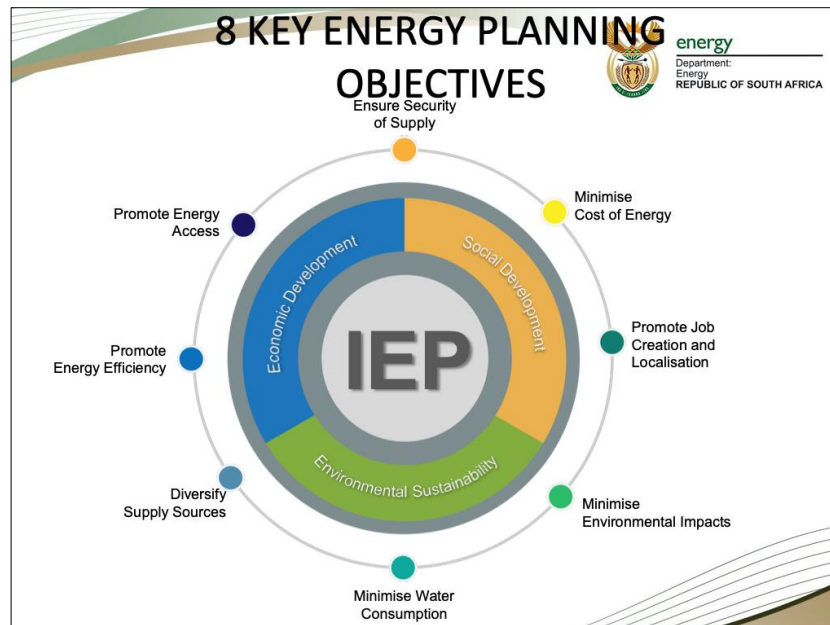 8 KEY ENERGY PLANNING
OBJECTIVES
energy
Department:
Energy
REPUBLIC OF SOUTH AFRICA
Ensure Security
of Supply
Minimise
Cost of Energy
Promote Job
Creation and
Localisation
Minimise
Environmental Impacts
Minimise Water
Consumption
Diversify
Supply Sources
Promote
Energy Efficiency
Promote Energy
Access
Economic Development
Social Development
Environmental Sustainability
IEP